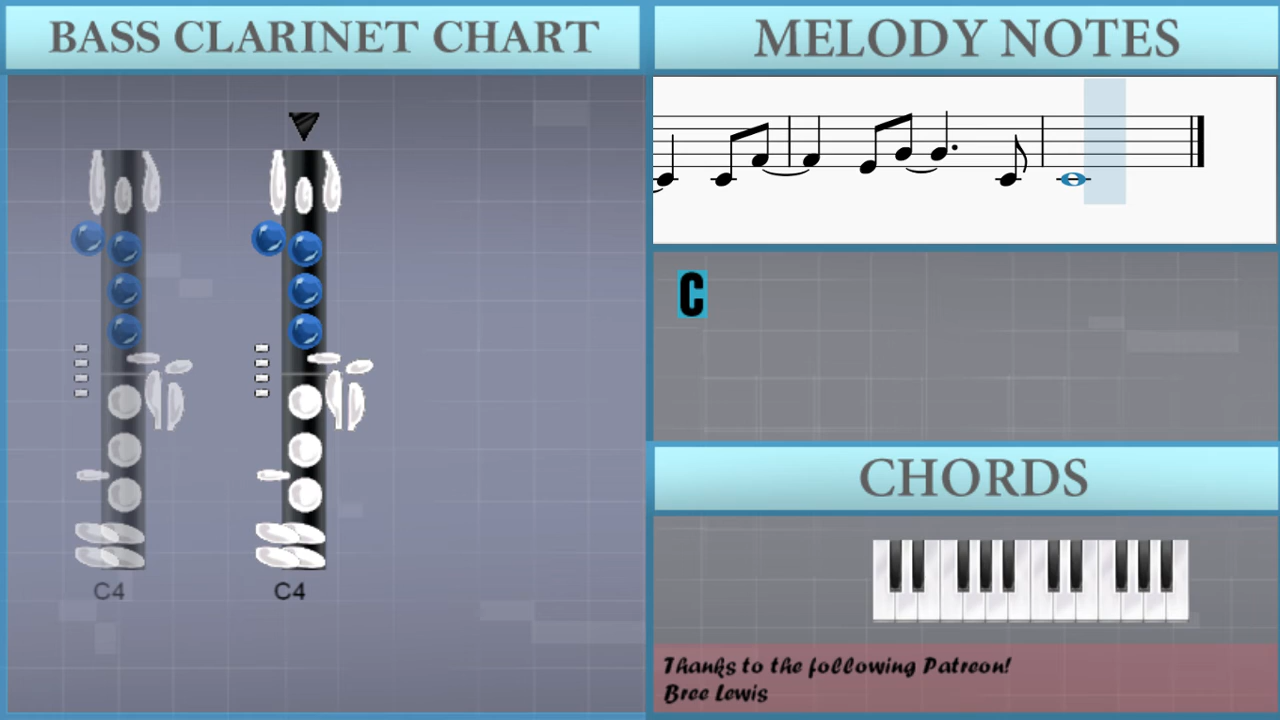 BASS CLARINET CHART
MELODY NOTES
C
C4
C4
CHORDS
Thanks to the following Patreon!
Bree Lewis